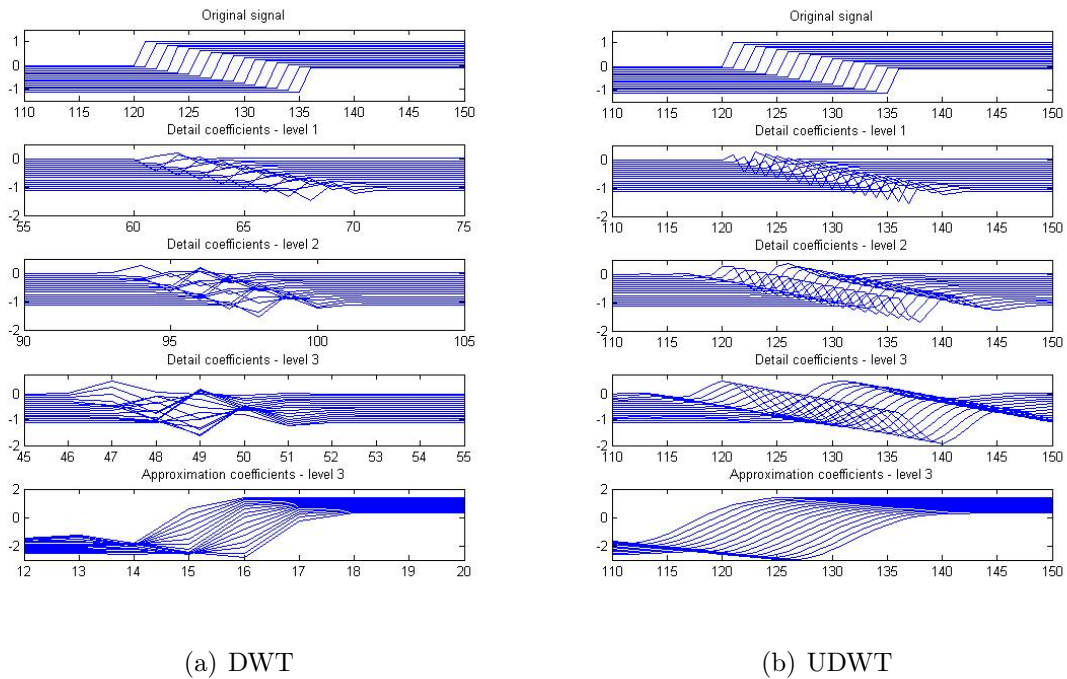 Original signal
1
0
-1
110 115 120 125 130 135 140 145 150
Detail coefficients - level 1
0
-1
-2
55 60 65 70 75
Detail coefficients - level 2
0
-1
-2
90 95 100 105
Detail coefficients - level 3
0
-1
-2
45 46 47 48 49 50 51 52 53 54 55
Approximation coefficients - level 3
2
0
-2
12 13 14 15 16 17 18 19 20
(a) DWT
Original signal
1
0
-1
110 115 120 125 130 135 140 145 150
Detail coefficients - level 1
0
-1
-2
110 115 120 125 130 135 140 145 150
Detail coefficients - level 2
0
-1
-2
110 115 120 125 130 135 140 145 150
Detail coefficients - level 3
0
-1
-2
110 115 120 125 130 135 140 145 150
Approximation coefficients - level 3
2
0
-2
110 115 120 125 130 135 140 145 150
(b) UDWT